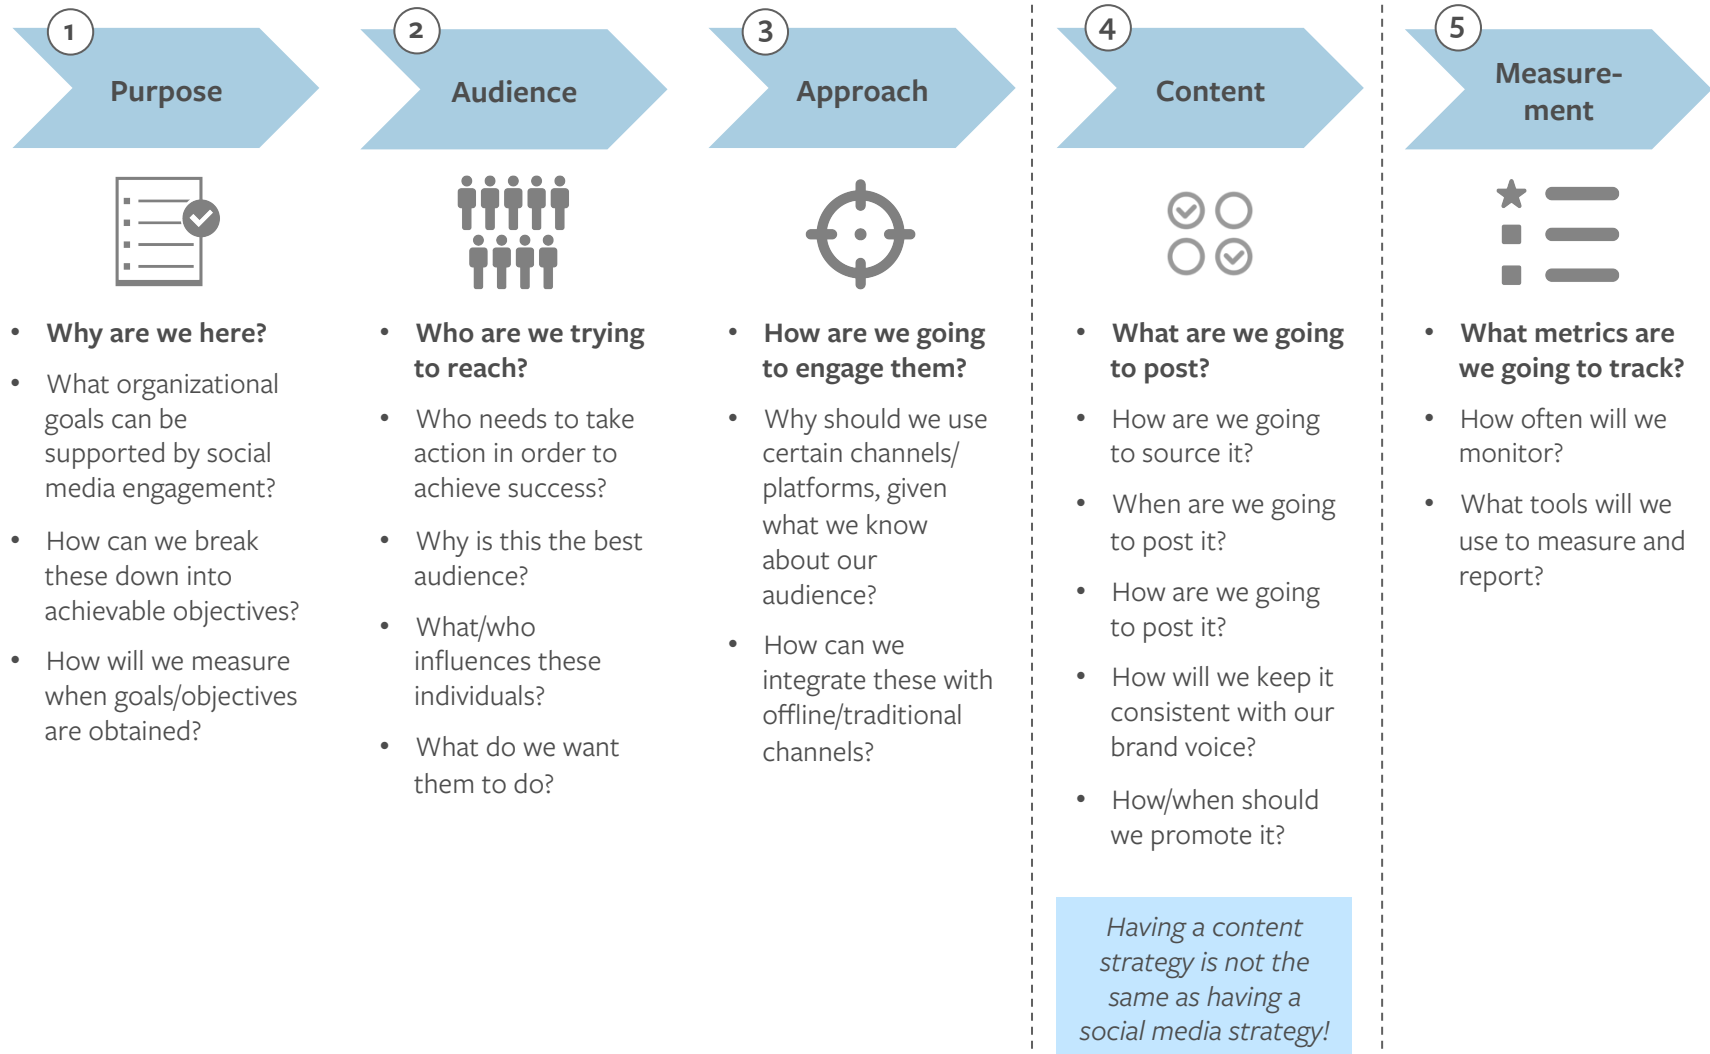 1
Purpose
• Why are we here?
• What organizational
goals can be
supported by social
media engagement?
• How can we break
these down into
achievable objectives?
• How will we measure
when goals/objectives
are obtained?
2
Audience
• Who are we trying
to reach?
• Who needs to take
action in order to
achieve success?
• Why is this the best
audience?
• What/who
influences these
individuals?
• What do we want
them to do?
3
Approach
• How are we going
to engage them?
• Why should we use
certain channels/
platforms, given
what we know
about our
audience?
• How can we
integrate these with
offline/traditional
channels?
4
Content
• What are we going
to post?
• How are we going
to source it?
• When are we going
to post it?
• How are we going
to post it?
• How will we keep it
consistent with our
brand voice?
• How/when should
we promote it?
Having a content
strategy is not the
same as having a
social media strategy!
5
Measure-
ment
• What metrics are
we going to track?
• How often will we
monitor?
• What tools will we
use to measure and
report?